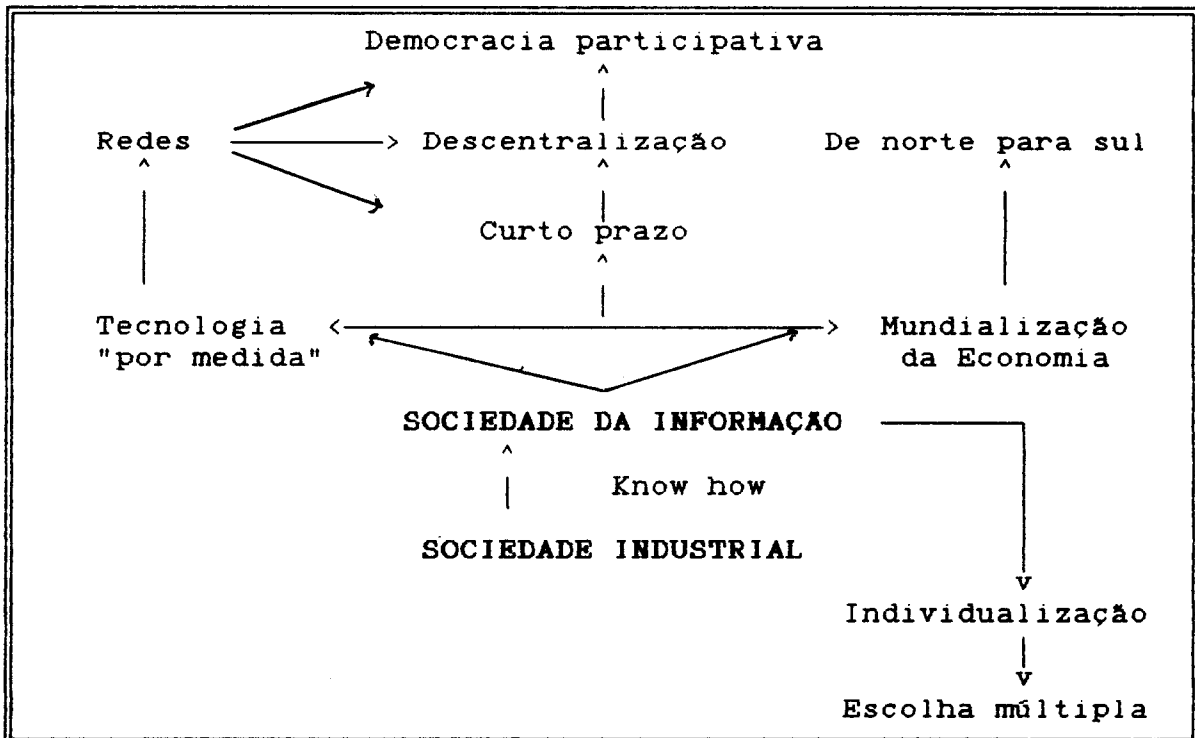 Democracia participativa
Redes
Descentralização
De norte para sul
Curto prazo
Tecnologia
"por medida"
Mundialização
da Economia
SOCIEDADE DA INFORMAÇÃO
Know how
SOCIEDADE INDUSTRIAL
Individualização
Escolha múltipla